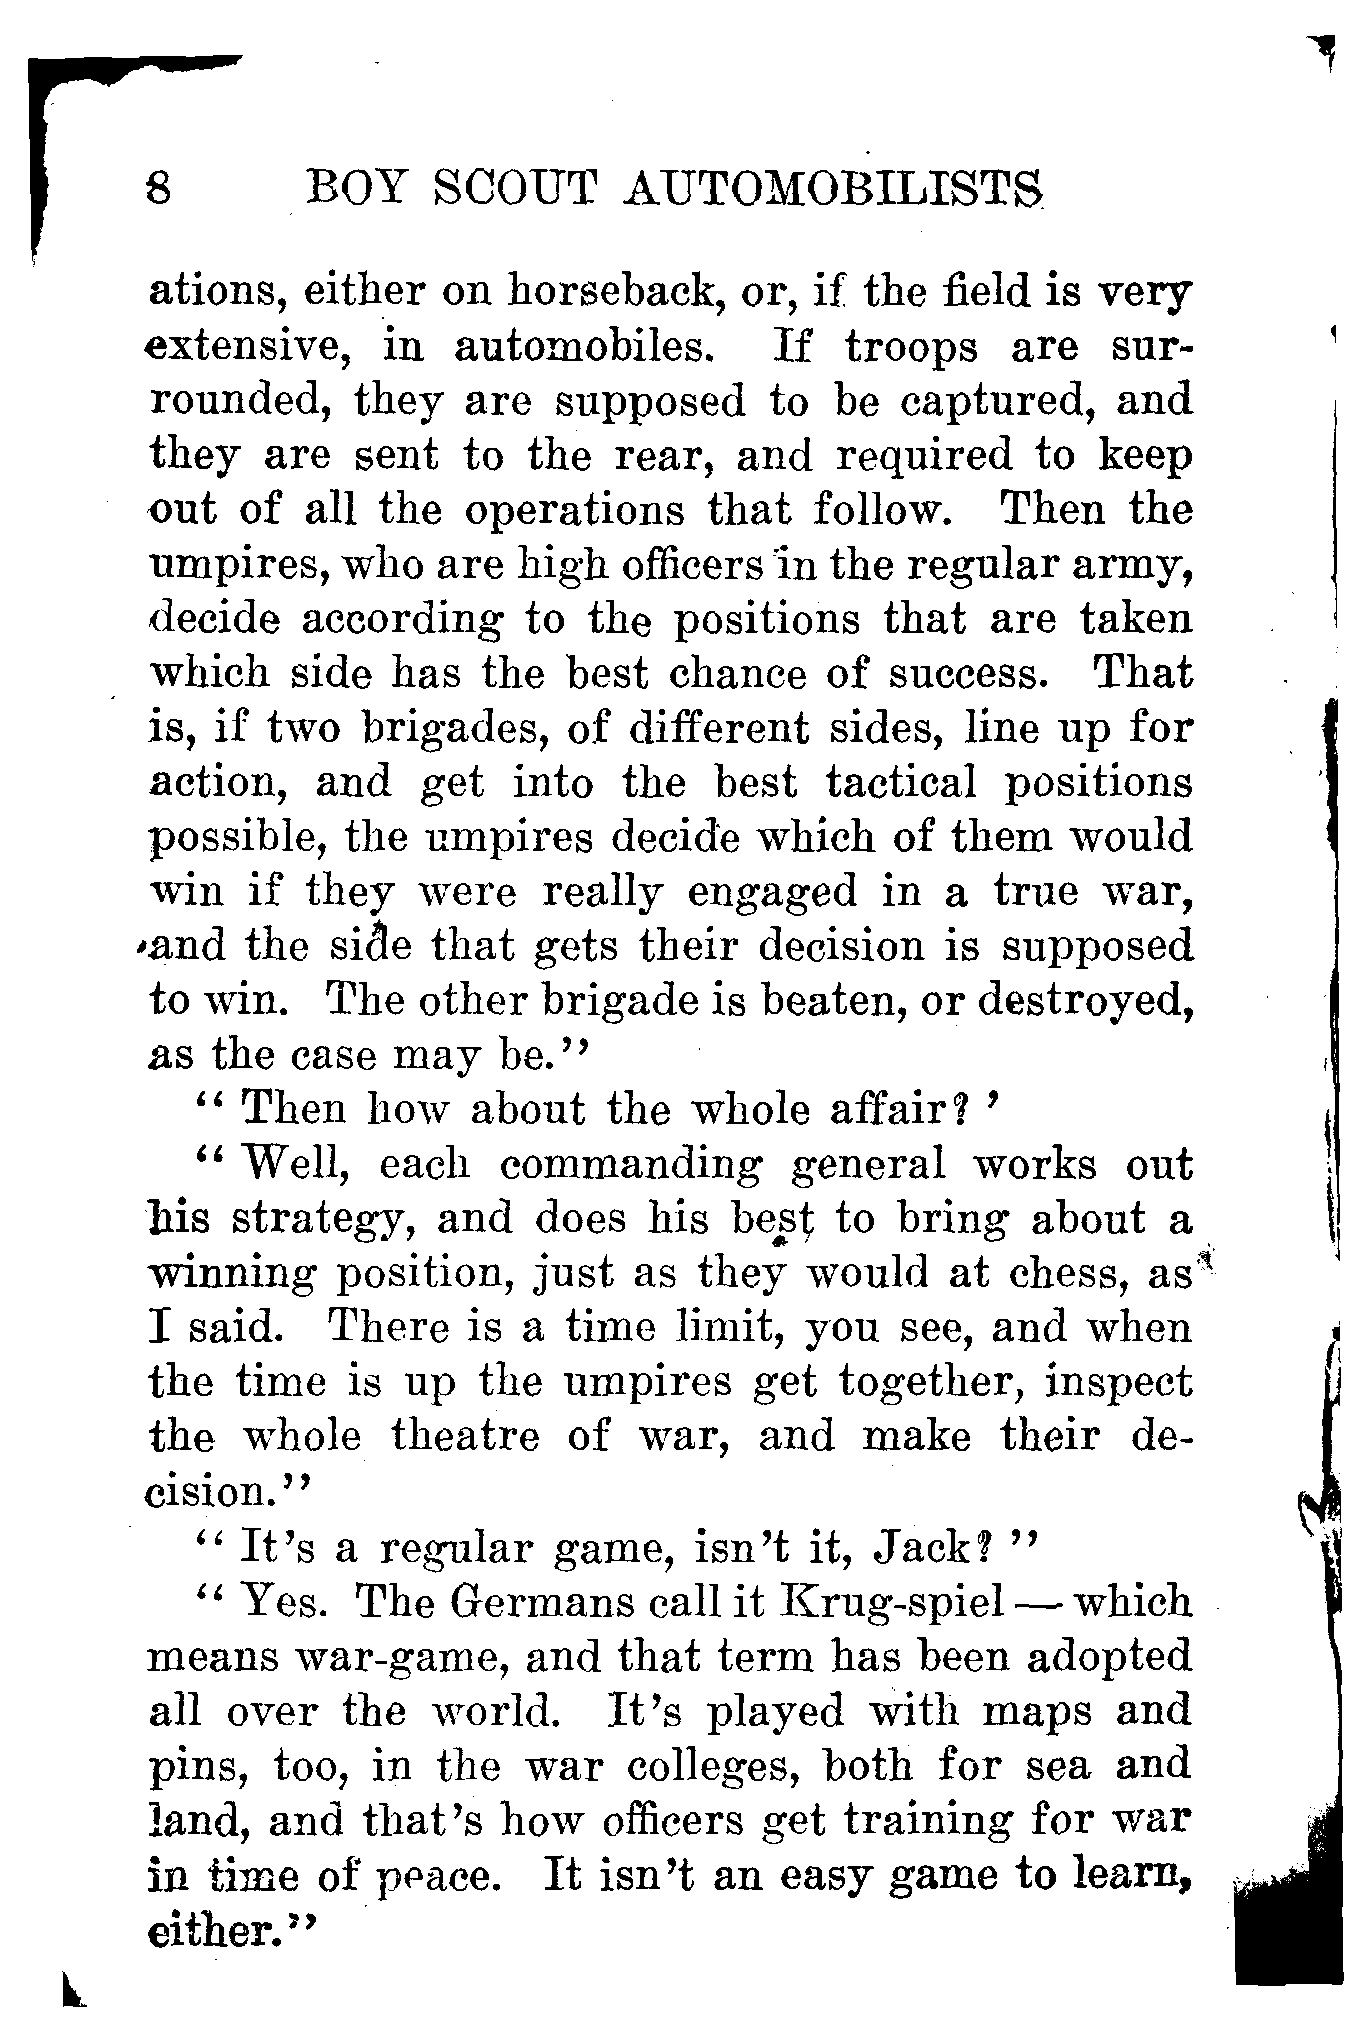 8 BOY SCOUT AUTOMOBILISTS
ations, either on horseback, or, if the field is very
extensive, in automobiles. If troops are sur-
rounded, they are supposed to be captured, and
they are sent to the rear, and required to keep
out of all the operations that follow. Then the
umpires, who are high officers in the regular army,
decide according to the positions that are taken
which side has the best chance of success. That
is, if two brigades, of different sides, line up for
action, and get into the best tactical positions
possible, the umpires decide which of them would
win if they were really engaged in a true war,
and the side that gets their decision is supposed
to win. The other brigade is beaten, or destroyed,
as the case may be.”
“ Then how about the whole affair? ’
“ Well, each commanding general works out
his strategy, and does his best to bring about a
winning position, just as they would at chess, as
I said. There is a time limit, you see, and when
the time is up the umpires get together, inspect
the whole theatre of war, and make their de-
cision.”
“ It’s a regular game, isn’t it, Jack? ”
“ Yes. The Germans call it Krug-spiel — which
means war-game, and that term has been adopted
all over the world. It’s played with maps and
pins, too, in the war colleges, both for sea and
land, and that’s how officers get training for war
in time of peace. It isn’t an easy game to learn,
either.”